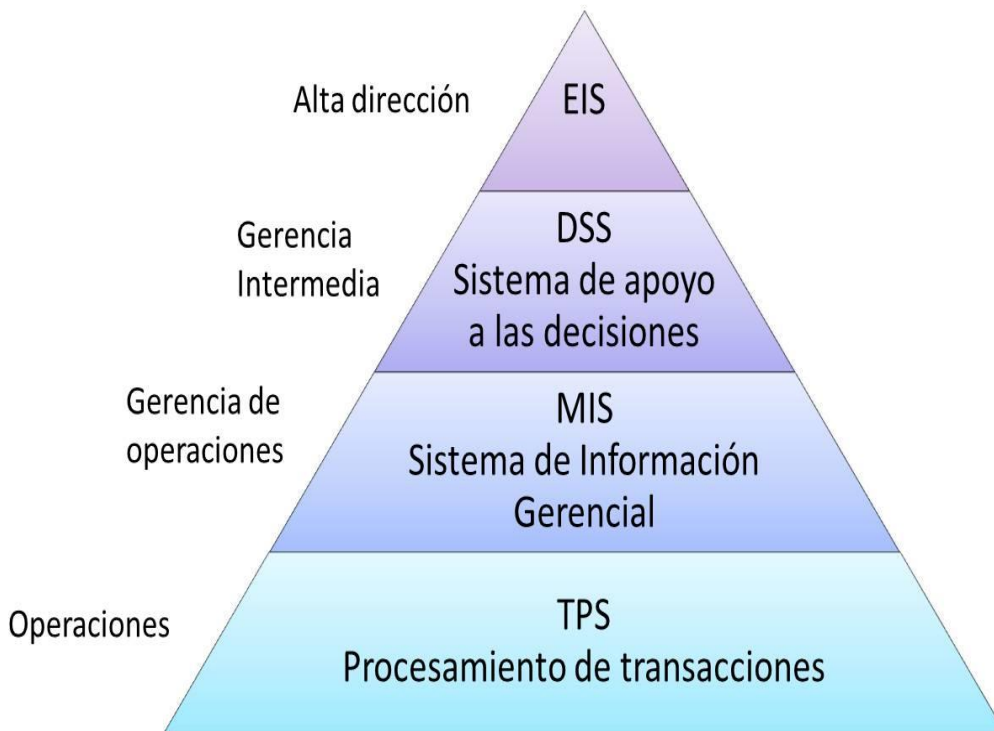 Alta dirección
EIS
Gerencia
Intermedia
DSS
Sistema de apoyo
a las decisiones
Gerencia de
operaciones
MIS
Sistema de Información
Gerencial
Operaciones
TPS
Procesamiento de transacciones